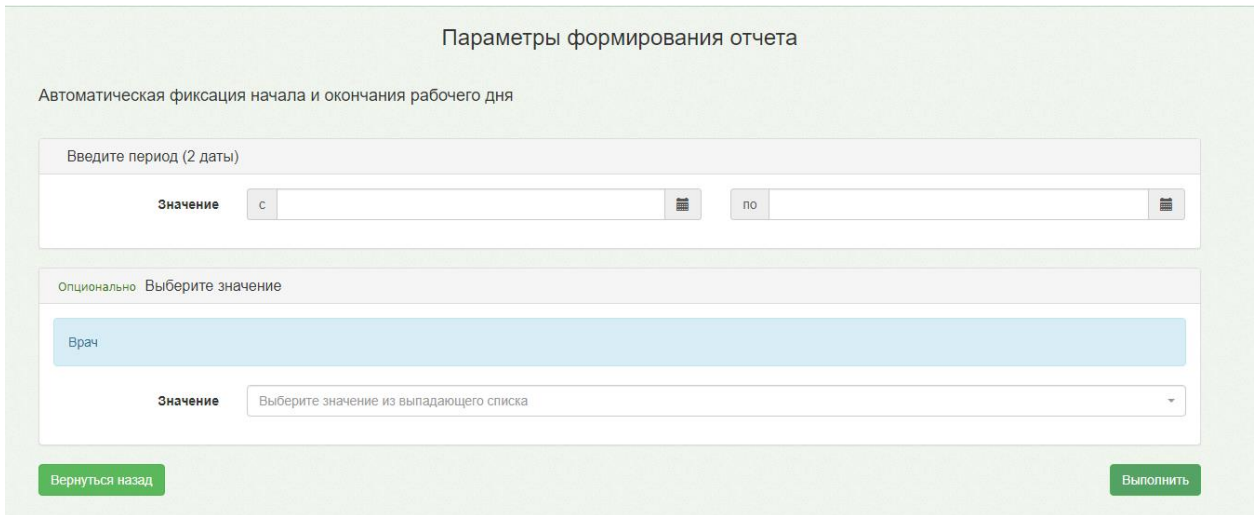 Параметры формирования отчета
Автоматическая фиксация начала и окончания рабочего дня
Введите период (2 даты)
Значение с по
Опционально Выберите значение
Врач
Значение Выберите значение из выпадающего списка
Вернуться назад Выполнить